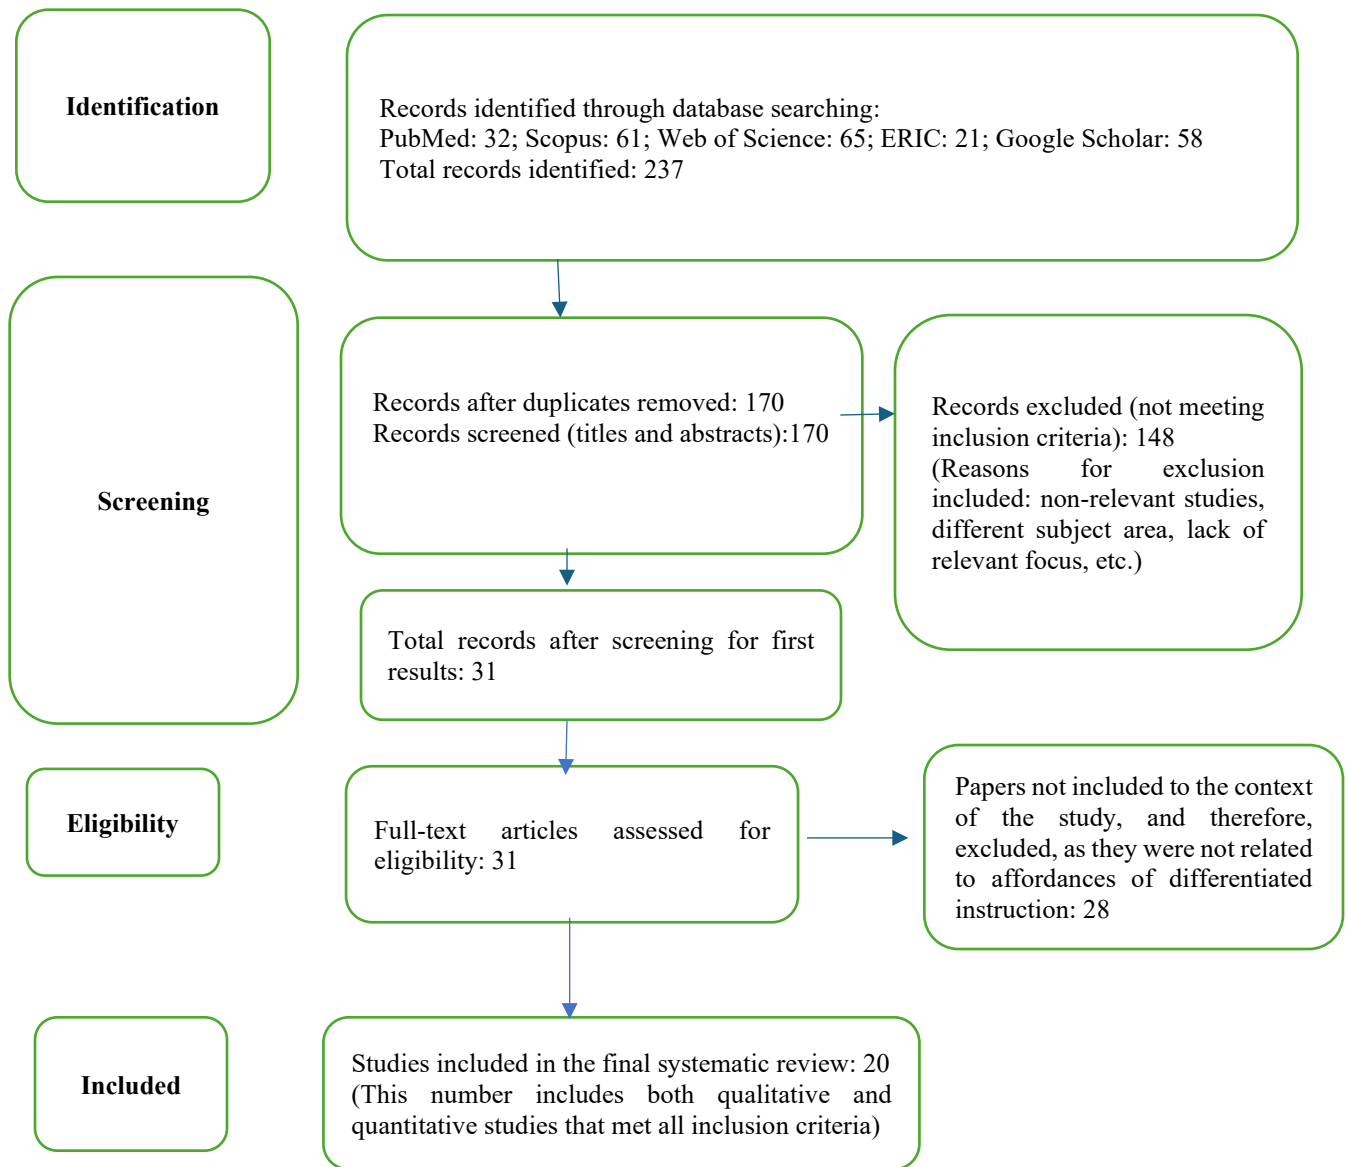 Identification
Records identified through database searching:
PubMed: 32; Scopus: 61; Web of Science: 65; ERIC: 21; Google Scholar: 58
Total records identified: 237
Screening
Records after duplicates removed: 170
Records screened (titles and abstracts):170
Records excluded (not meeting
inclusion criteria): 148
(Reasons for exclusion
included: non-relevant studies,
different subject area, lack of
relevant focus, etc.)
Total records after screening for first
results: 31
Eligibility
Full-text articles assessed for
eligibility: 31
Papers not included to the context
of the study, and therefore,
excluded, as they were not related
to affordances of differentiated
instruction: 28
Included
Studies included in the final systematic review: 20
(This number includes both qualitative and
quantitative studies that met all inclusion criteria)